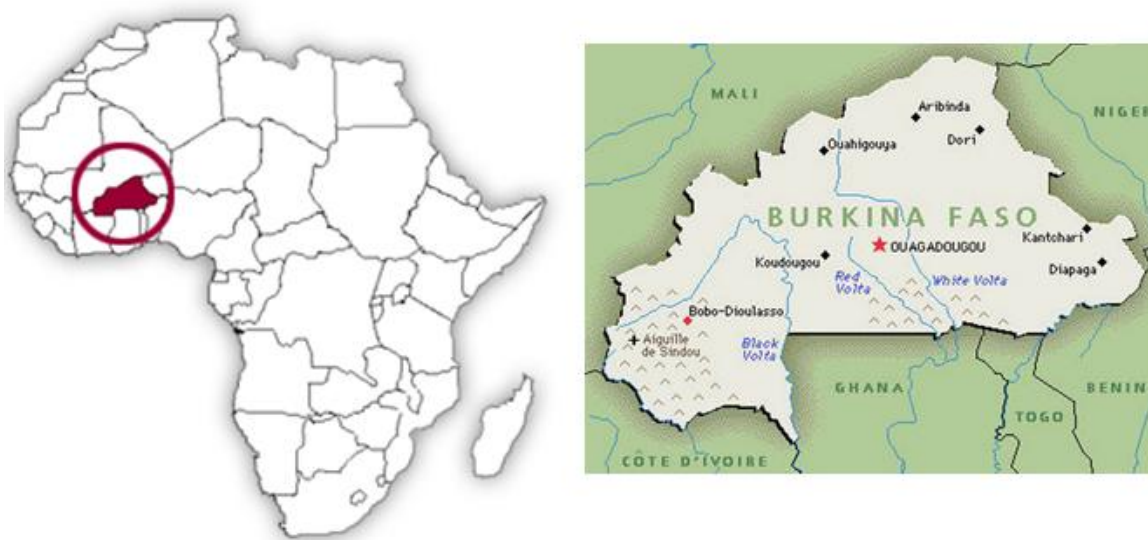 MALI
NIGER
Aribinda
Dori
Ouahigouya
BURKINA FASO
Kantchari
OUAGADOUGOU
Koudougou
Diapaga
Red
Volta
White Volta
Bobo-Dioulasso
Aiguille
de Sindou
Black
Volta
GHANA
BENIN
TOGO
CÔTE D'IVOIRE